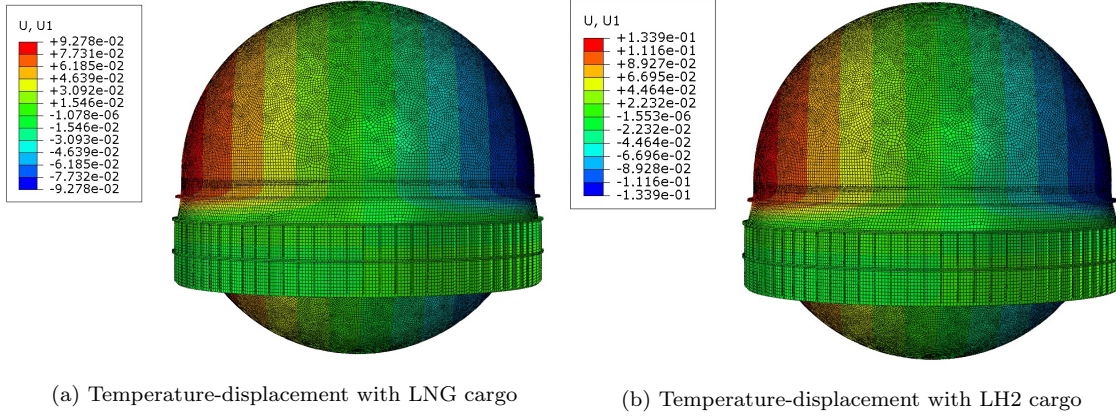 U, U1
+9.278e-02
+7.731e-02
+6.185e-02
+4.639e-02
+3.092e-02
+1.546e-02
-1.078e-06
-1.546e-02
-3.093e-02
-4.639e-02
-6.185e-02
-7.732e-02
-9.278e-02
U, U1
+1.339e-01
+1.116e-01
+8.927e-02
+6.695e-02
+4.464e-02
+2.232e-02
-1.553e-06
-2.232e-02
-4.464e-02
-6.696e-02
-8.928e-02
-1.116e-01
-1.339e-01
(a) Temperature-displacement with LNG cargo
(b) Temperature-displacement with LH2 cargo